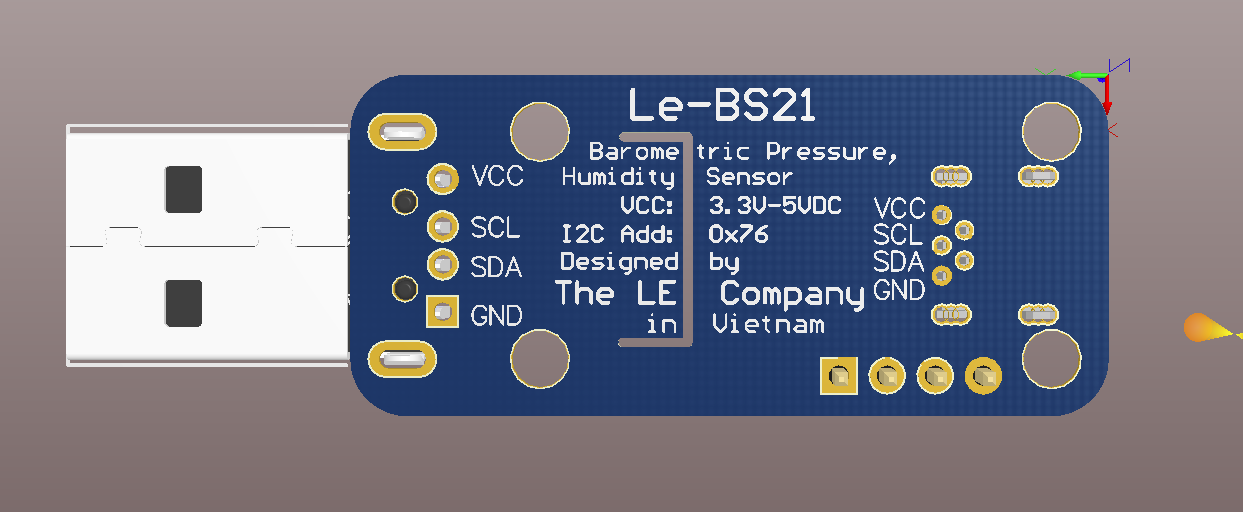 Le-BS21
Barometric Pressure,
Humidity Sensor
VCC: 3.3V-5VDC
I2C Add: 0x76
Designed by
The LE Company
in Vietnam
VCC
SCL
SDA
GND
VCC
SCL
SDA
GND